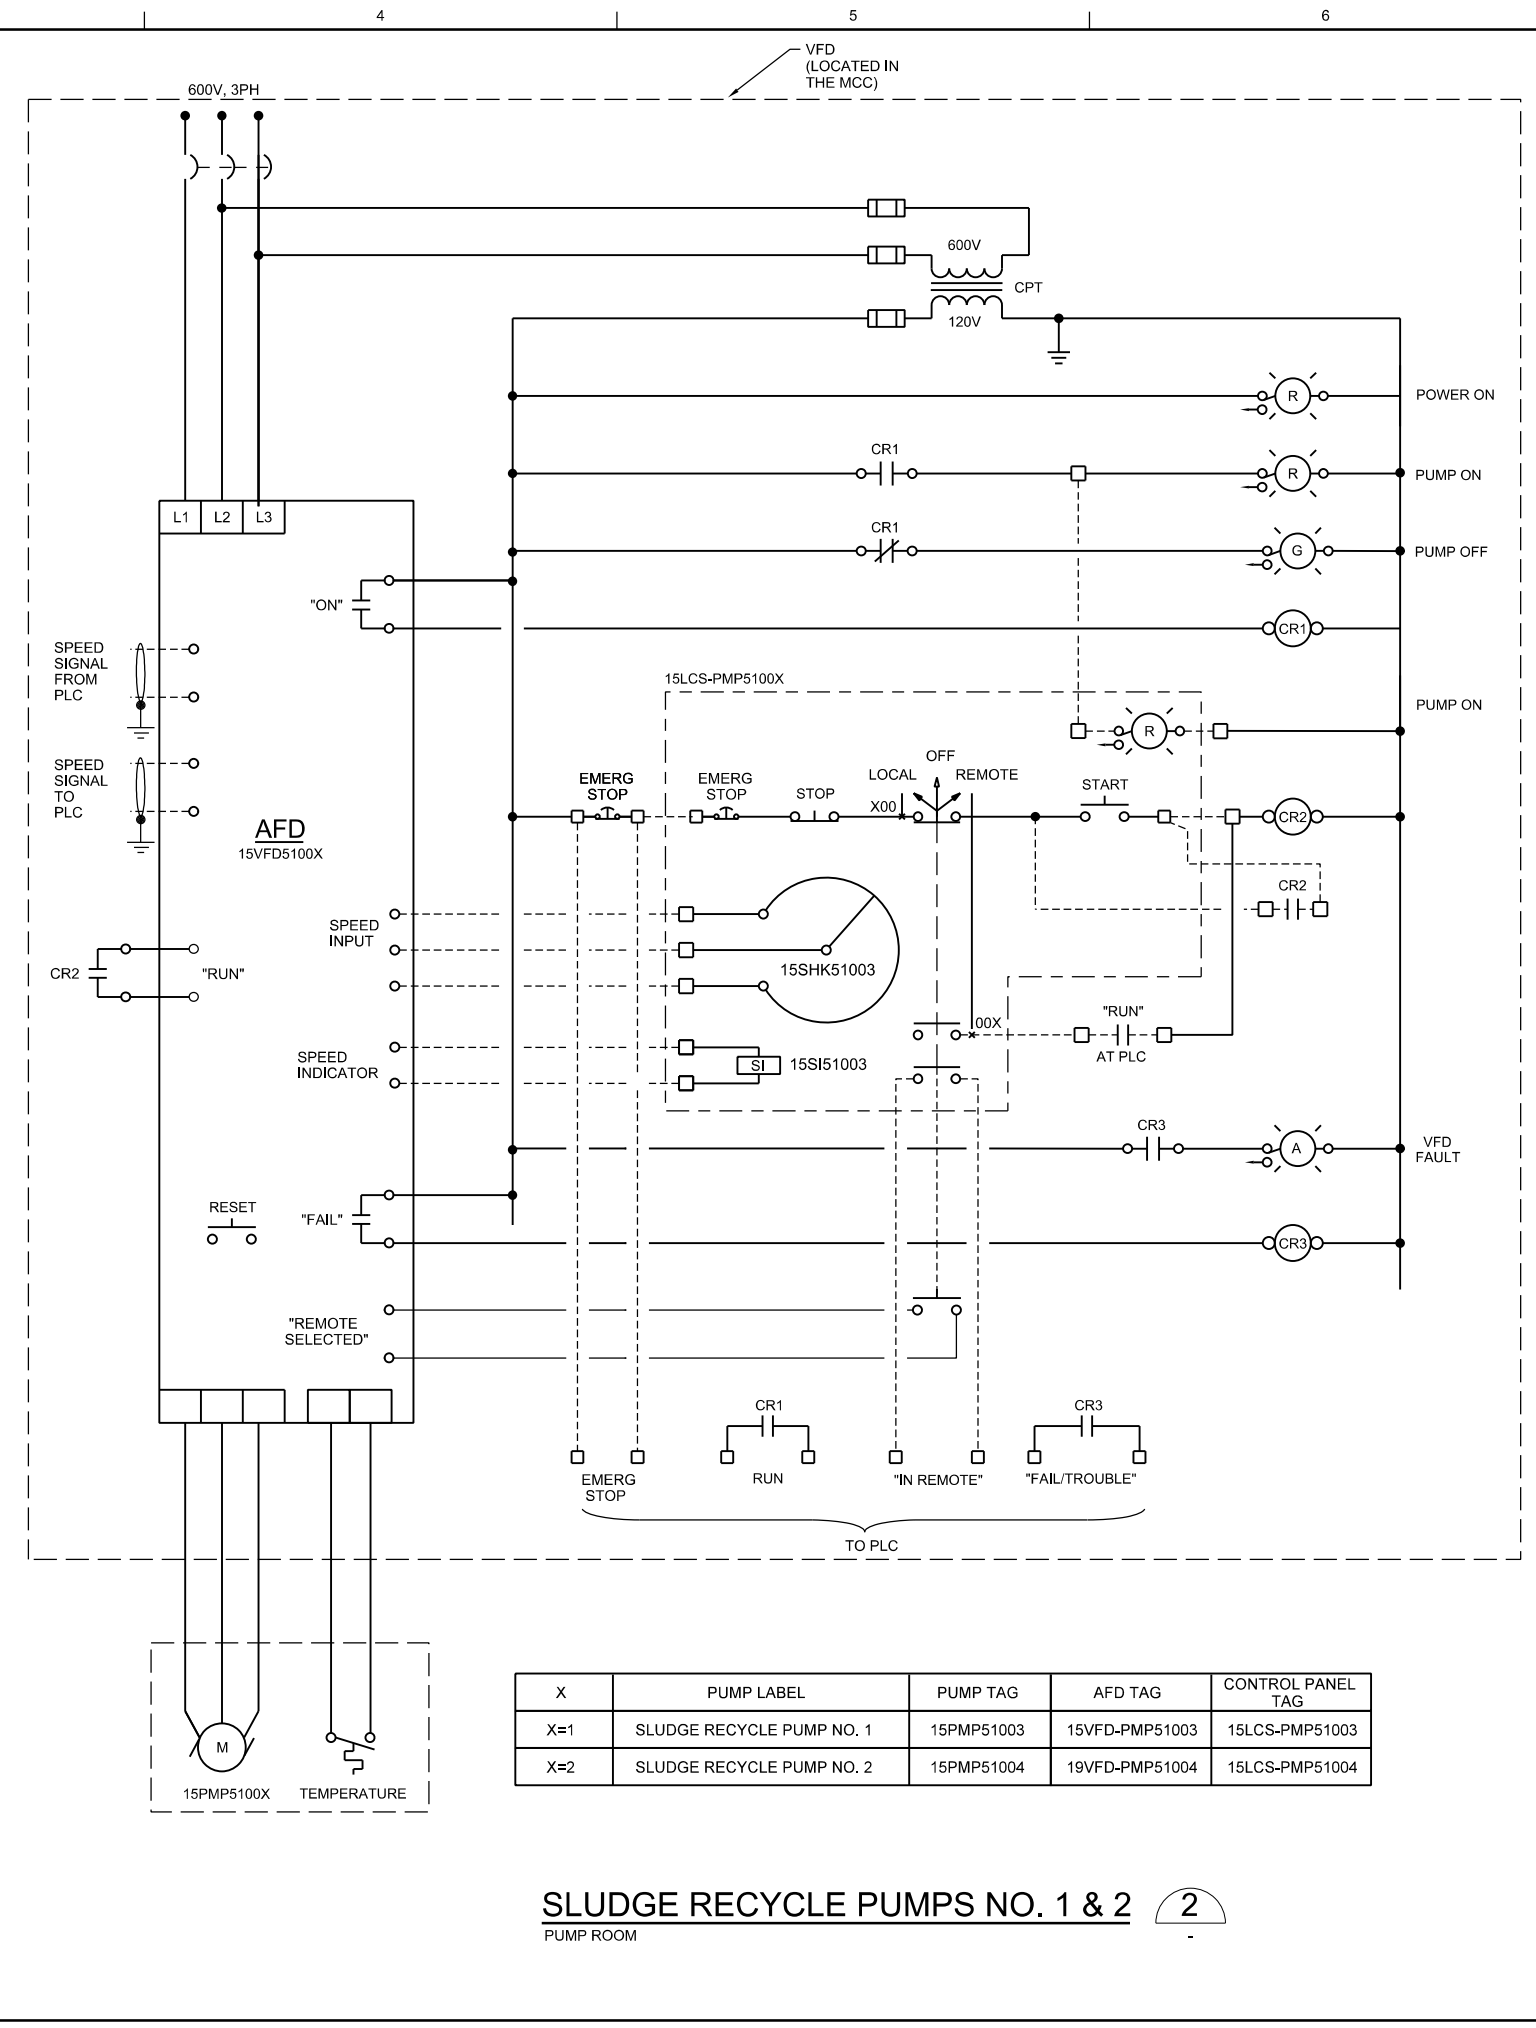 4
5
6
VFD
(LOCATED IN
THE MCC)
600V, 3PH
600V
CPT
120V
R
POWER ON
CR1
R
PUMP ON
CR1
G
PUMP OFF
L1
L2
L3
"ON"
CR1
SPEED
SIGNAL
FROM
PLC
15LCS-PMP5100X
R
PUMP ON
SPEED
SIGNAL
TO
PLC
EMERG
STOP
EMERG
STOP
STOP
LOCAL
OFF
REMOTE
X00
START
CR2
AFD
15VFD5100X
CR2
SPEED
INPUT
15SHK51003
CR2
"RUN"
00X
"RUN"
AT PLC
SPEED
INDICATOR
SI
15SI51003
CR3
A
VFD
FAULT
RESET
"FAIL"
CR3
"REMOTE
SELECTED"
CR1
CR3
EMERG
STOP
RUN
"IN REMOTE"
"FAIL/TROUBLE"
TO PLC
M
15PMP5100X
TEMPERATURE
X
PUMP LABEL
PUMP TAG
AFD TAG
CONTROL PANEL
TAG
X=1
SLUDGE RECYCLE PUMP NO. 1
15PMP51003
15VFD-PMP51003
15LCS-PMP51003
X=2
SLUDGE RECYCLE PUMP NO. 2
15PMP51004
19VFD-PMP51004
15LCS-PMP51004
SLUDGE RECYCLE PUMPS NO. 1 & 2
2
PUMP ROOM
-